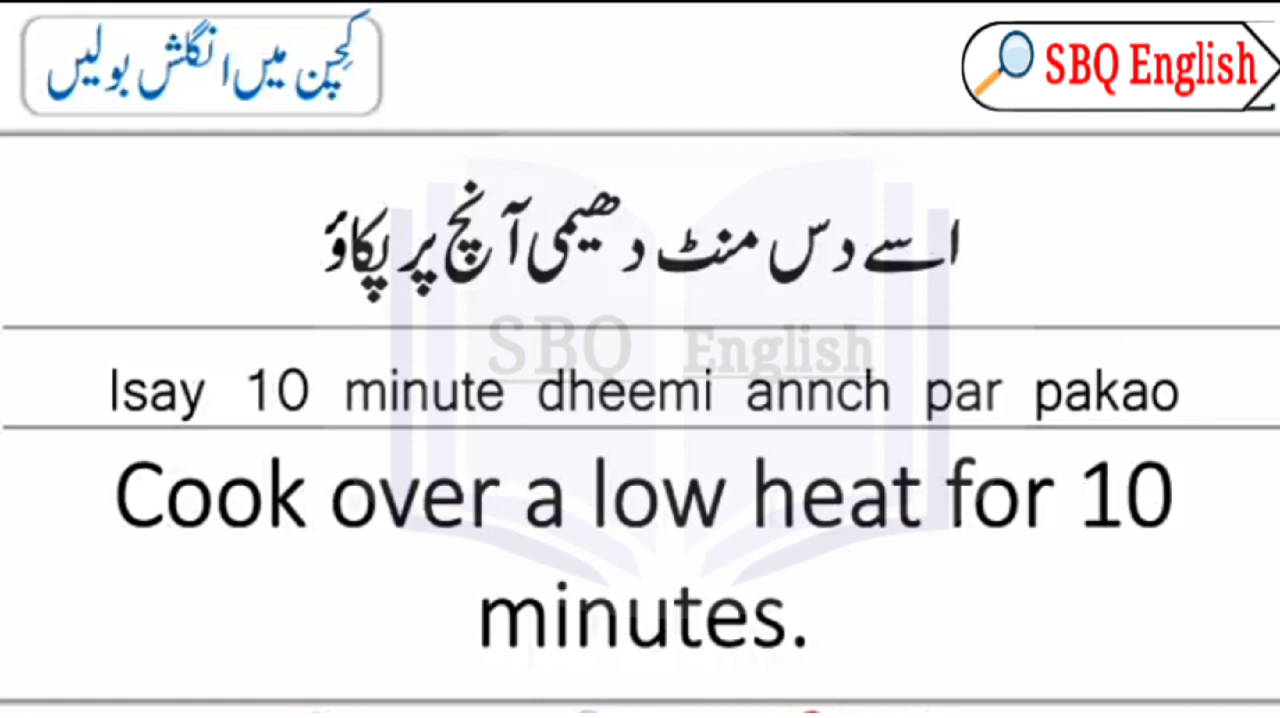 کچن میں انگلش بولیں
SBQ English
اسے دس منٹ دھیمی آنچ پر پکاؤ
SBQ English
Isay 10 minute dheemi annch par pakao
Cook over a low heat for 10
minutes.